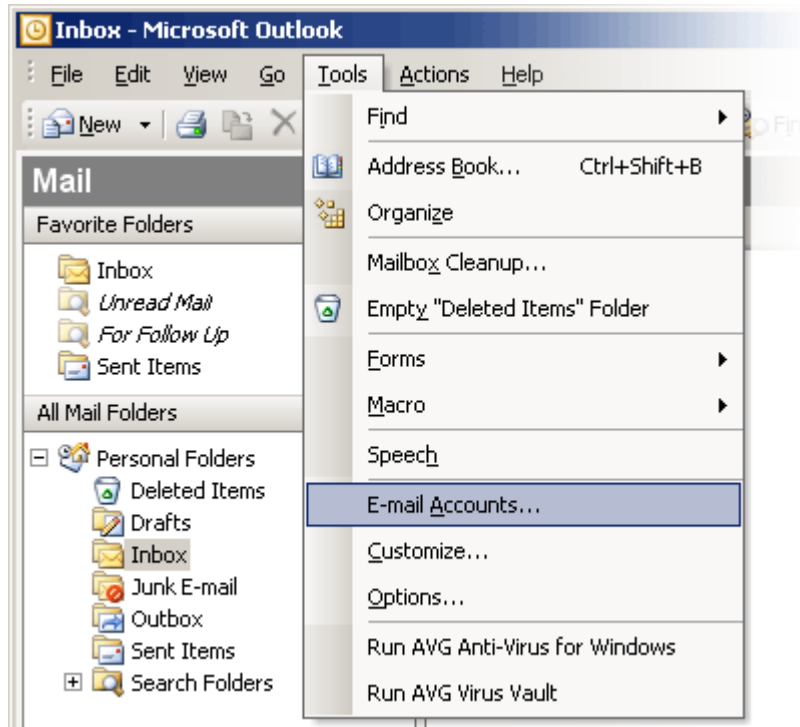 Inbox - Microsoft Outlook
File Edit View Go Tools Actions Help
New
Mail
Favorite Folders
Inbox
Unread Mail
For Follow Up
Sent Items
All Mail Folders
Personal Folders
Deleted Items
Drafts
Inbox
Junk E-mail
Outbox
Sent Items
Search Folders
Find
Address Book... Ctrl+Shift+B
Organize
Mailbox Cleanup...
Empty "Deleted Items" Folder
Forms
Macro
Speech
E-mail Accounts...
Customize...
Options...
Run AVG Anti-Virus for Windows
Run AVG Virus Vault